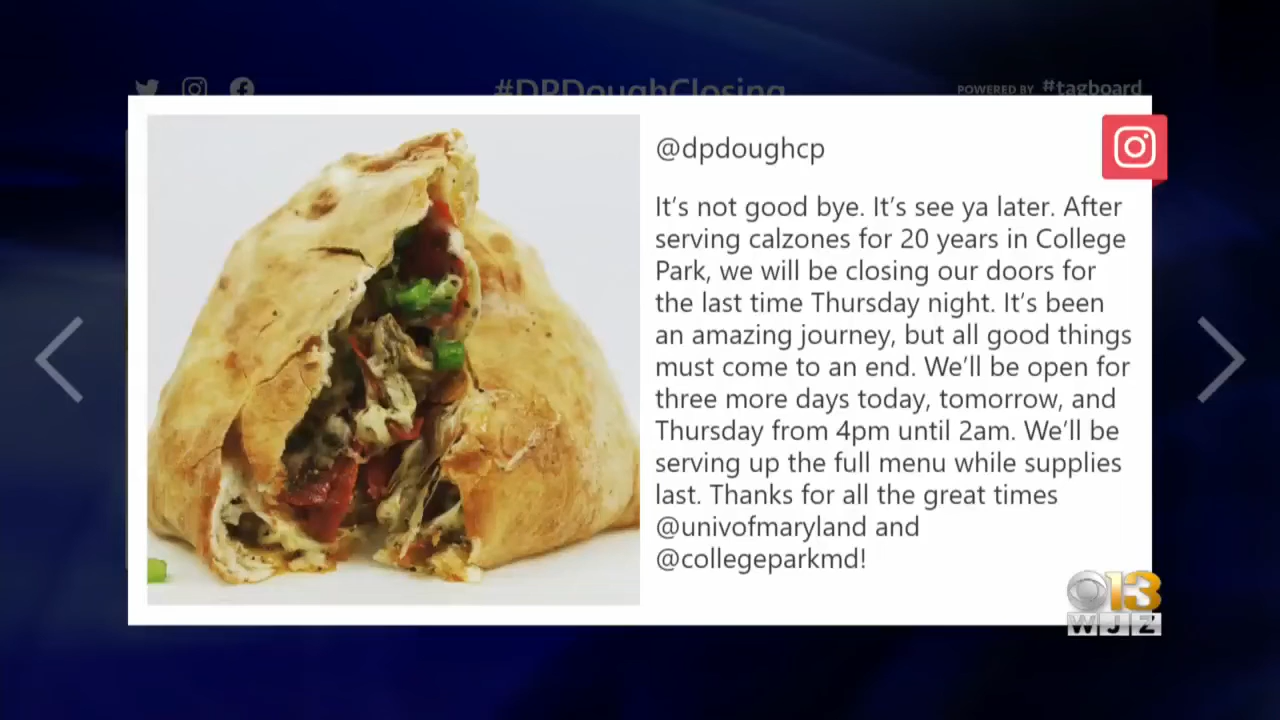 #DPDoughClosing
POWERED BY #tagboard
@dpdoughcp
It's not good bye. It's see ya later. After
serving calzones for 20 years in College
Park, we will be closing our doors for
the last time Thursday night. It's been
an amazing journey, but all good things
must come to an end. We'll be open for
three more days today, tomorrow, and
Thursday from 4pm until 2am. We'll be
serving up the full menu while supplies
last. Thanks for all the great times
@univofmaryland and
@collegeparkmd!
13
WJZ